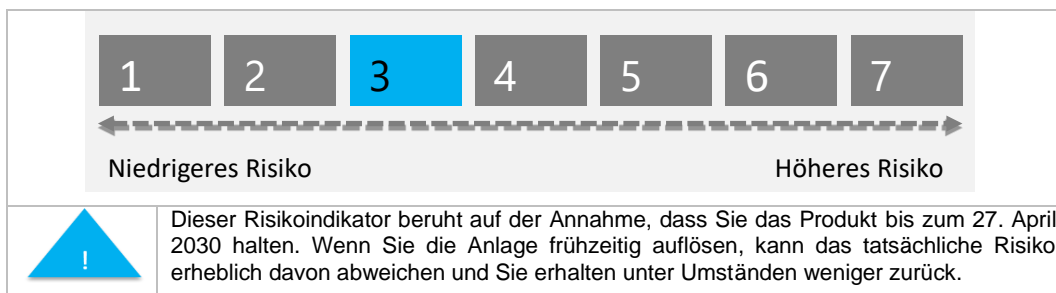 1 2 3 4 5 6 7
Niedrigeres Risiko Höheres Risiko
!
Dieser Risikoindikator beruht auf der Annahme, dass Sie das Produkt bis zum 27. April
2030 halten. Wenn Sie die Anlage frühzeitig auflösen, kann das tatsächliche Risiko
erheblich davon abweichen und Sie erhalten unter Umständen weniger zurück.